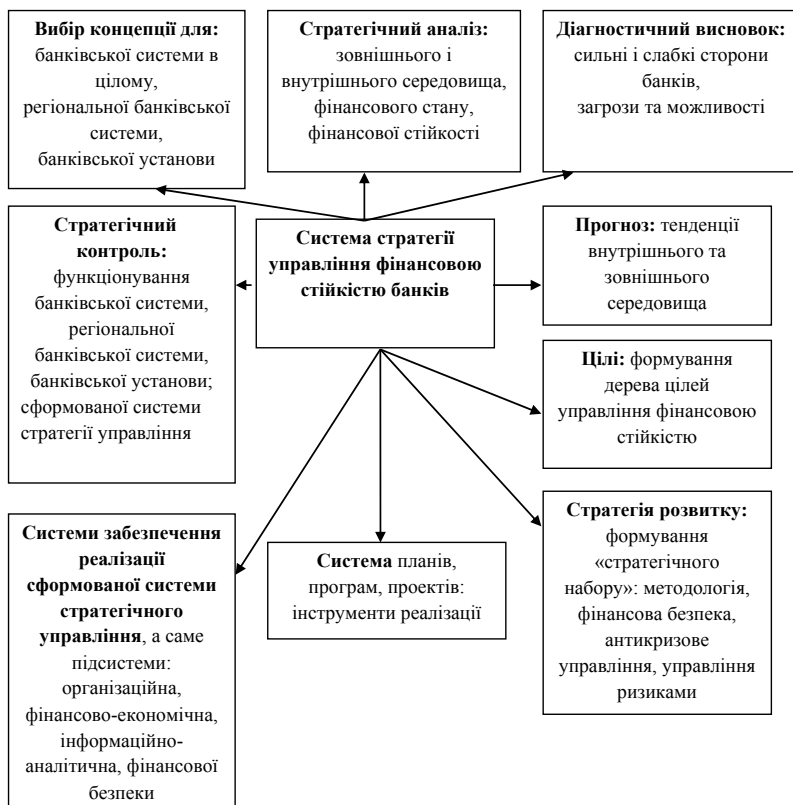 Вибір концепції для:
банківської системи в
цілому,
регіональної банківської
системи,
банківської установи
Стратегічний аналіз:
зовнішнього і
внутрішнього середовища,
фінансового стану,
фінансової стійкості
Діагностичний висновок:
сильні і слабкі сторони
банків,
загрози та можливості
Стратегічний
контроль:
функціонування
банківської системи,
регіональної
банківської системи,
банківської установи;
сформованої системи
стратегії управління
Система стратегії
управління фінансовою
стійкістю банків
Прогноз: тенденції
внутрішнього та
зовнішнього
середовища
Цілі: формування
дерева цілей
управління фінансовою
стійкістю
Системи забезпечення
реалізації
сформованої системи
стратегічного
управління, а саме
підсистеми:
організаційна,
фінансово-економічна,
інформаційно-
аналітична, фінансової
безпеки
Система планів,
програм, проектів:
інструменти реалізації
Стратегія розвитку:
формування
«стратегічного
набору»: методологія,
фінансова безпека,
антикризове
управління, управління
ризиками